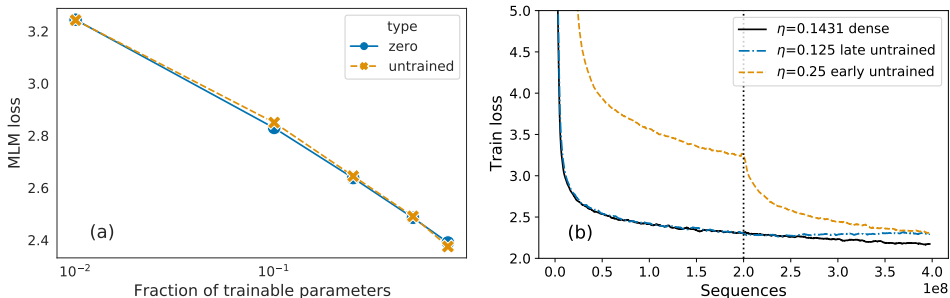 MLM loss
3.2
3.0
2.8
2.6
2.4
type
zero
untrained
(a)
10⁻²
10⁻¹
Fraction of trainable parameters
Train loss
5.0
4.5
4.0
3.5
3.0
2.5
2.0
η=0.1431 dense
η=0.125 late untrained
η=0.25 early untrained
(b)
0.0 0.5 1.0 1.5 2.0 2.5 3.0 3.5 4.0
1e8
Sequences